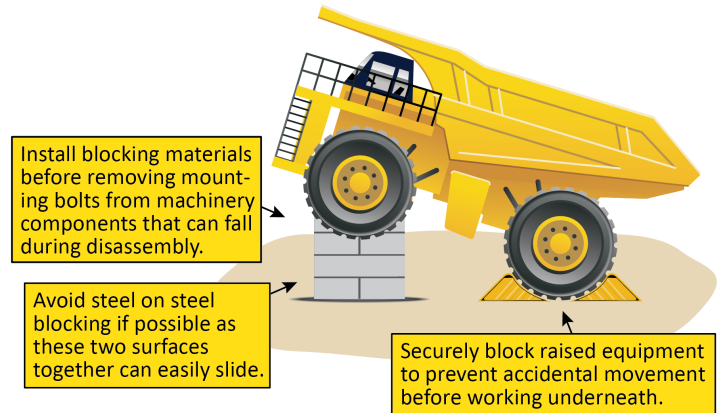 Install blocking materials
before removing mount-
ing bolts from machinery
components that can fall
during disassembly.
Avoid steel on steel
blocking if possible as
these two surfaces
together can easily slide.
Securely block raised equipment
to prevent accidental movement
before working underneath.